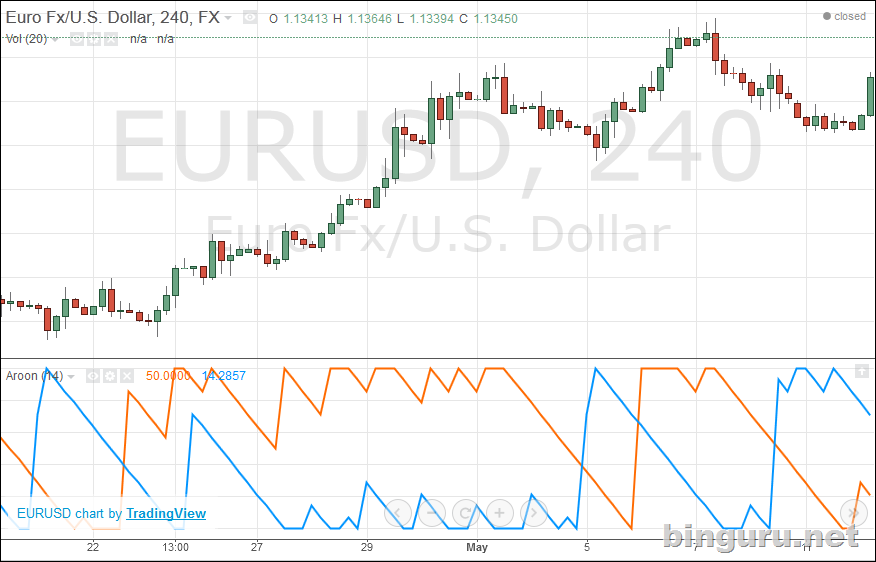 Euro Fx/U.S. Dollar, 240, FX O 1.13413 H 1.13646 L 1.13394 C 1.13450 closed
Vol (20) n/a n/a
EURUSD, 240
Euro Fx/U.S. Dollar
Aroon (14) 50.0000 14.2857
EURUSD chart by TradingView
binguru.net
22 13:00 27 29 May 5 7 11